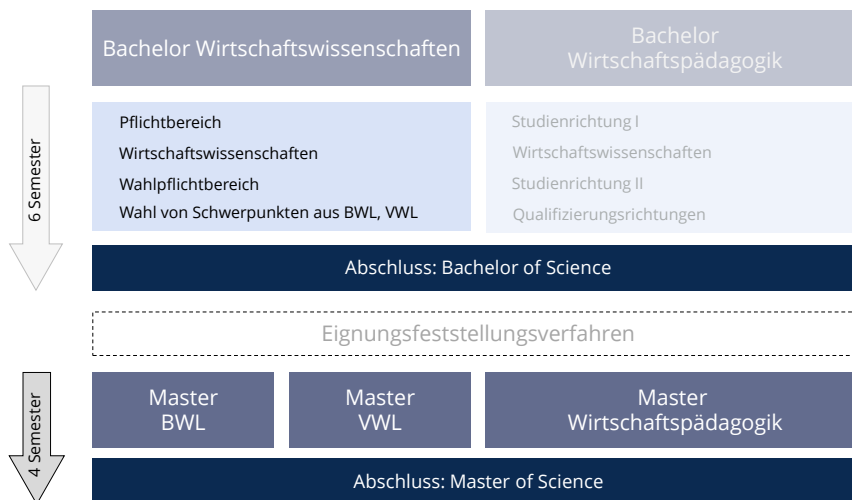 Bachelor Wirtschaftswissenschaften
Bachelor
Wirtschaftspädagogik
6 Semester
Pflichtbereich
Wirtschaftswissenschaften
Wahlpflichtbereich
Wahl von Schwerpunkten aus BWL, VWL
Studienrichtung I
Wirtschaftswissenschaften
Studienrichtung II
Qualifizierungsrichtungen
Abschluss: Bachelor of Science
Eignungsfeststellungsverfahren
4 Semester
Master
BWL
Master
VWL
Master
Wirtschaftspädagogik
Abschluss: Master of Science